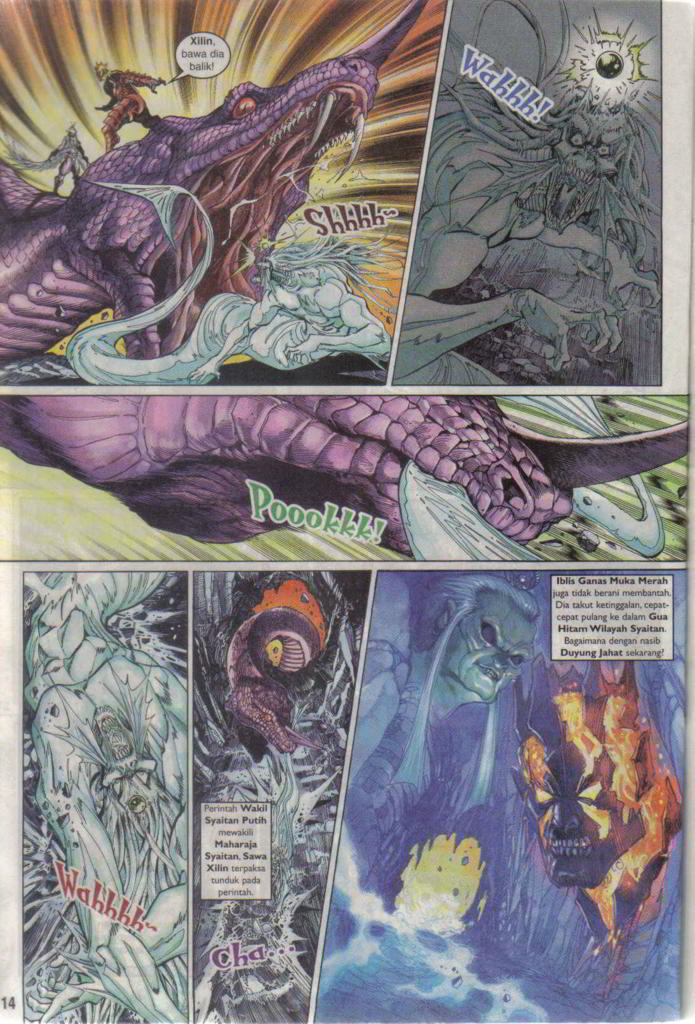 Xilin,
bawa dia
balik!
Wahhh!
Shhhh~
Poookkk!
Wahhhh~
Perintah Wakil
Syaitan Putih
mewakili
Maharaja
Syaitan, Sawa
Xilin terpaksa
tunduk pada
perintah.
Cha...
Iblis Ganas Muka Merah
juga tidak berani membantah.
Dia takut ketinggalan, cepat-
cepat pulang ke dalam Gua
Hitam Wilayah Syaitan.
Bagaimana dengan nasib
Duyung Jahat sekarang?
14